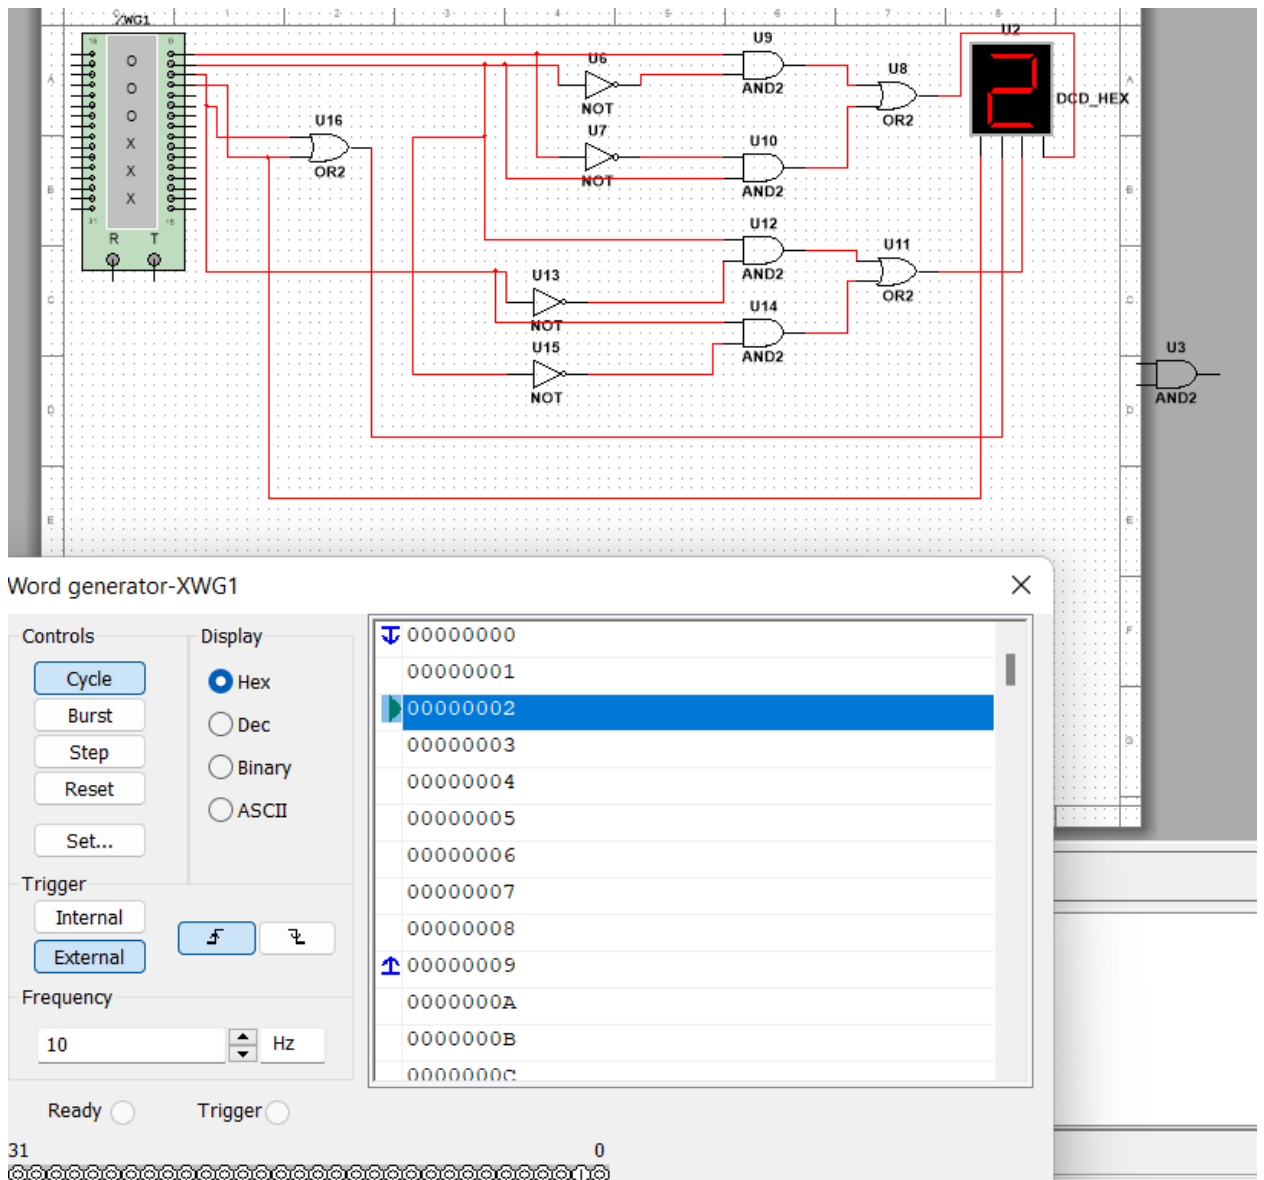 XWG1
U2
U9
U6
U8
AND2
DCD_HEX
NOT
OR2
U16
U7
U10
OR2
NOT
AND2
U12
U11
R T
U13
AND2
OR2
U14
NOT
U15
AND2
U3
NOT
AND2
Word generator-XWG1
Controls
Display
Cycle
Burst
Step
Reset
Set...
Hex
Dec
Binary
ASCII
Trigger
Internal
External
Frequency
10
Hz
Ready
Trigger
00000000
00000001
00000002
00000003
00000004
00000005
00000006
00000007
00000008
00000009
0000000A
0000000B
0000000C
31 0